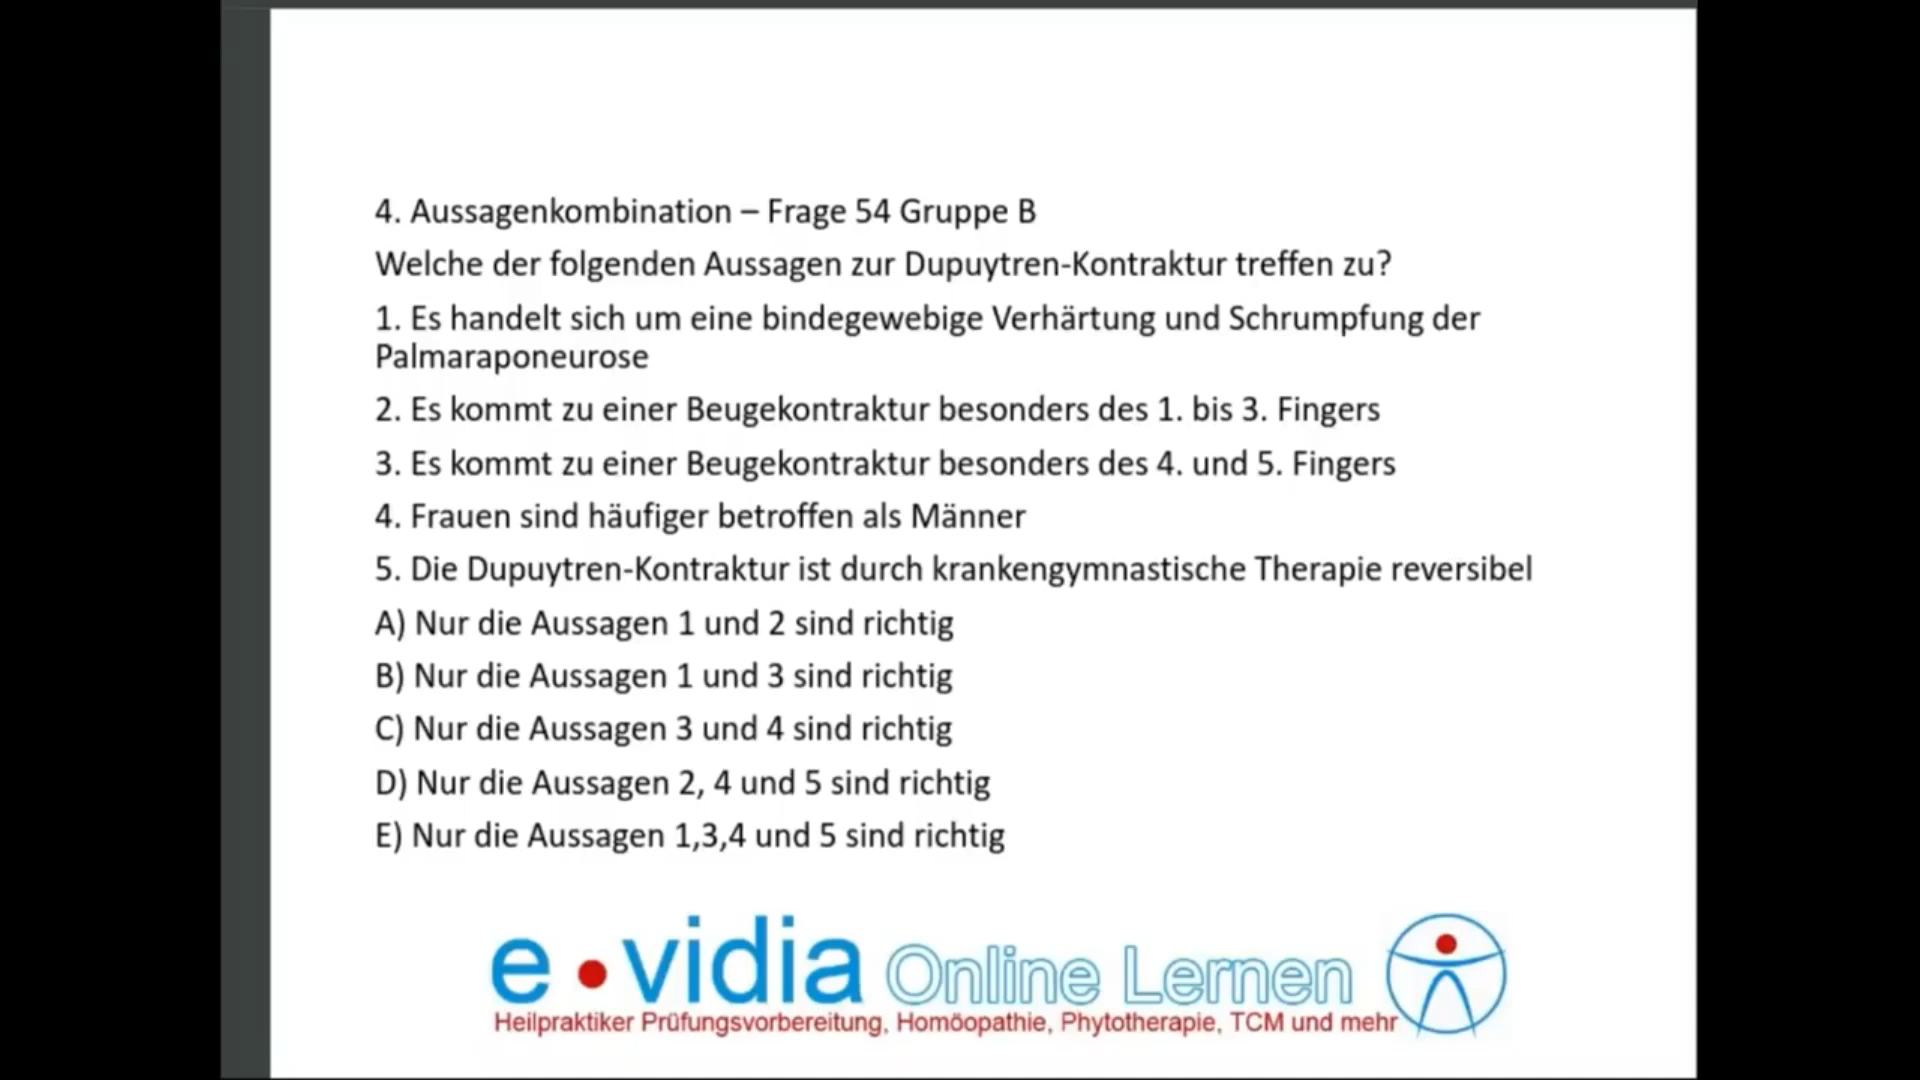 4. Aussagenkombination – Frage 54 Gruppe B
Welche der folgenden Aussagen zur Dupuytren-Kontraktur treffen zu?
1. Es handelt sich um eine bindegewebige Verhärtung und Schrumpfung der
Palmaraponeurose
2. Es kommt zu einer Beugekontraktur besonders des 1. bis 3. Fingers
3. Es kommt zu einer Beugekontraktur besonders des 4. und 5. Fingers
4. Frauen sind häufiger betroffen als Männer
5. Die Dupuytren-Kontraktur ist durch krankengymnastische Therapie reversibel
A) Nur die Aussagen 1 und 2 sind richtig
B) Nur die Aussagen 1 und 3 sind richtig
C) Nur die Aussagen 3 und 4 sind richtig
D) Nur die Aussagen 2, 4 und 5 sind richtig
E) Nur die Aussagen 1,3,4 und 5 sind richtig
e•vidia Online Lernen
Heilpraktiker Prüfungsvorbereitung, Homöopathie, Phytotherapie, TCM und mehr